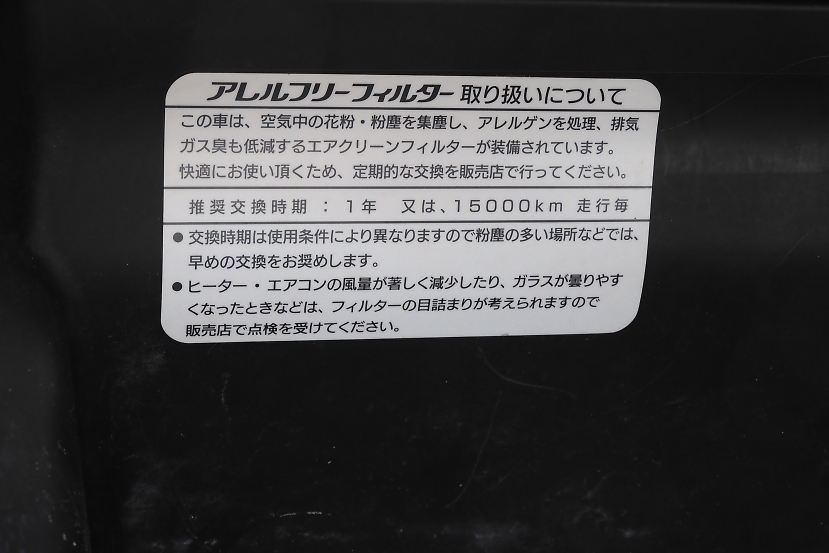 アレルフリーフィルター取り扱いについて
この車は、空気中の花粉・粉塵を集塵し、アレルゲンを処理、排気
ガス臭も低減するエアクリーンフィルターが装備されています。
快適にお使い頂くため、定期的な交換を販売店で行ってください。
推奨交換時期 : 1年 又は、15000km 走行毎
●交換時期は使用条件により異なりますので粉塵の多い場所などでは、
早めの交換をお奨めします。
●ヒーター・エアコンの風量が著しく減少したり、ガラスが曇りやす
くなったときなどは、フィルターの目詰まりが考えられますので
販売店で点検を受けてください。